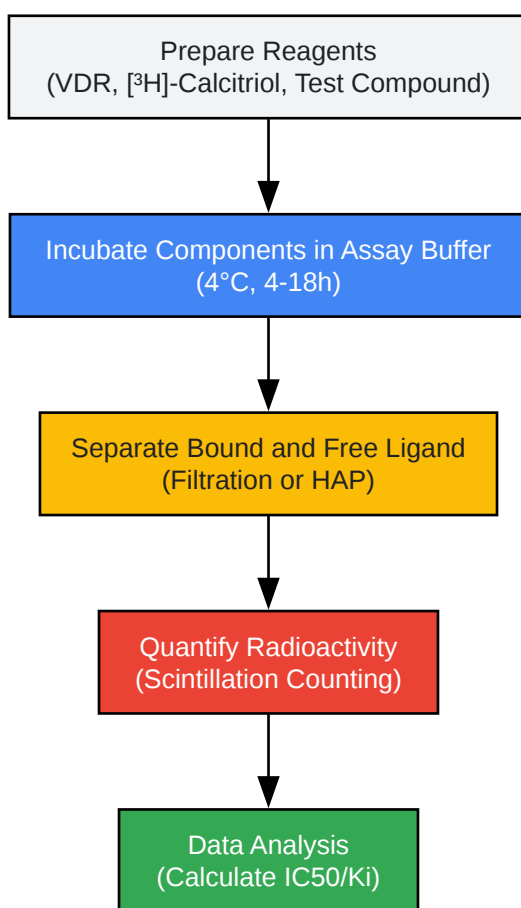 Prepare Reagents
(VDR, [³H]-Calcitriol, Test Compound)
Incubate Components in Assay Buffer
(4°C, 4-18h)
Separate Bound and Free Ligand
(Filtration or HAP)
Quantify Radioactivity
(Scintillation Counting)
Data Analysis
(Calculate IC50/Ki)